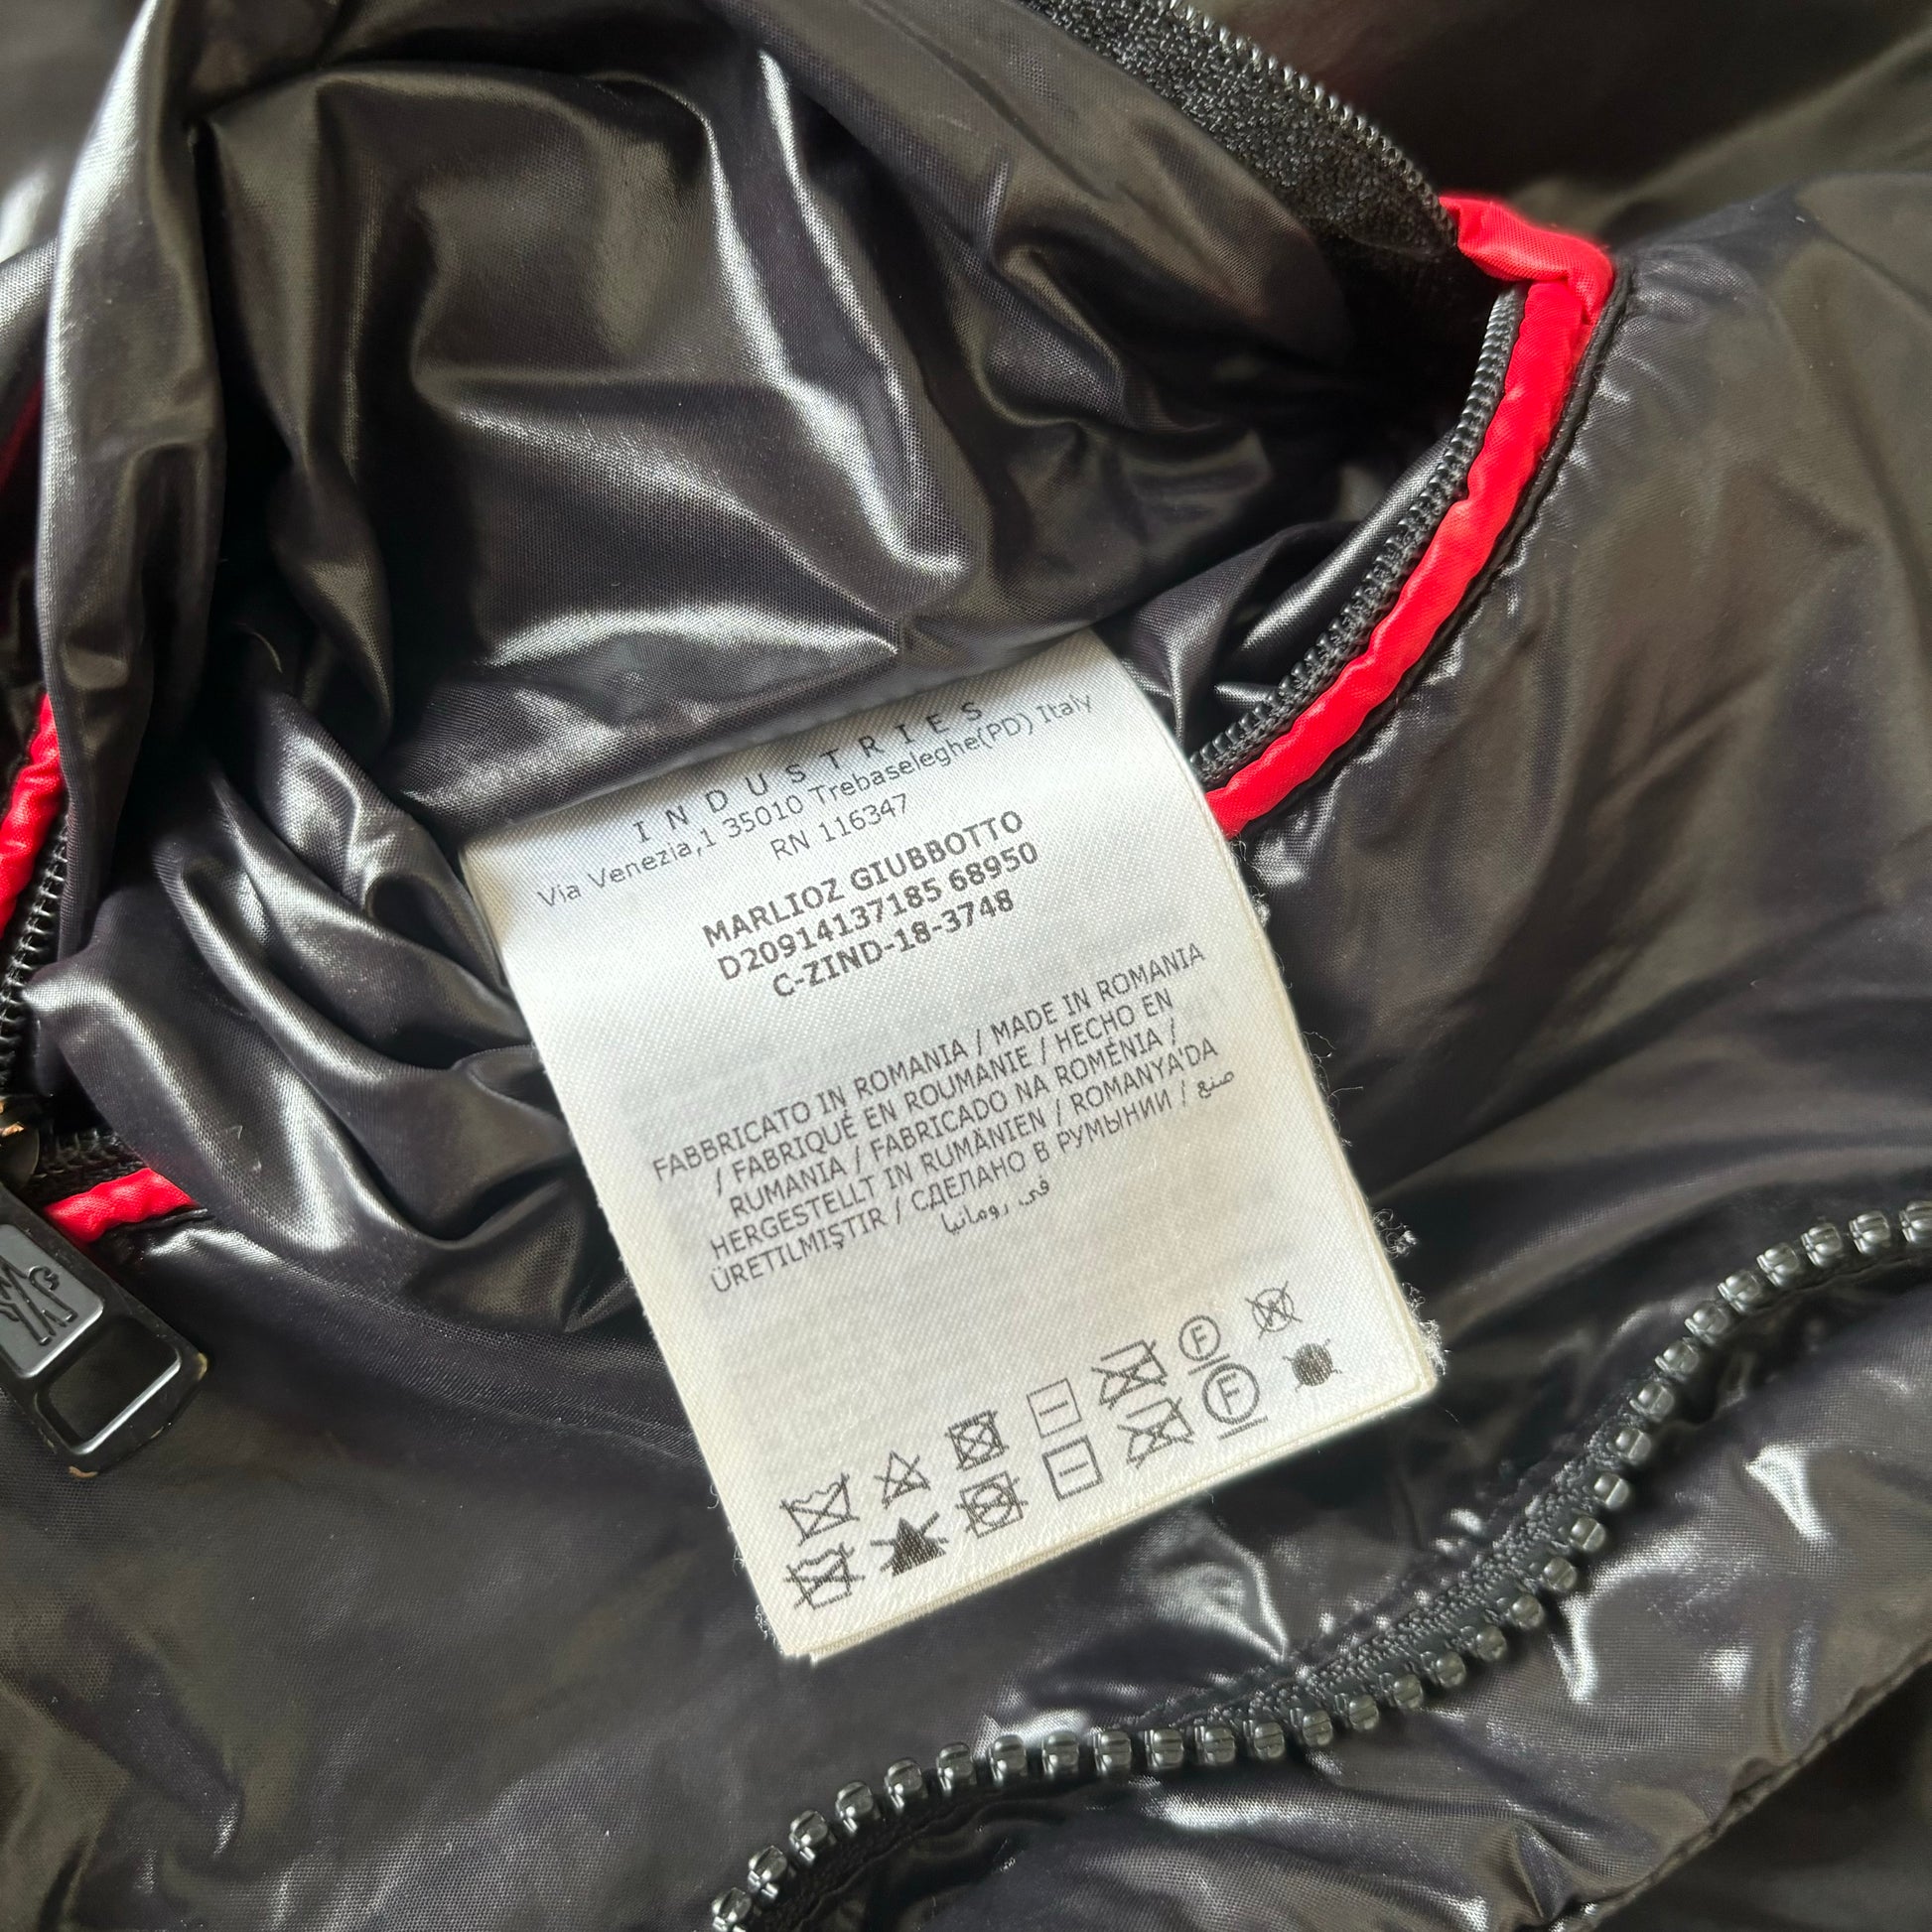 INDUSTRIES
Via Venezia,1 35010 Trebaseleghe(PD) Italy
RN 116347
MARLIOZ GIUBBOTTO
D20914137185 68950
C-ZIND-18-3748
FABBRICATO IN ROMANIA / MADE IN ROMANIA
/ FABRIQUÉ EN ROUMANIE / HECHO EN
RUMANIA / FABRICADO NA ROMÉNIA /
HERGESTELLT IN RUMÄNIEN / ROMANYA'DA
ÜRETILMIŞTIR / СДЕЛАНО В РУМЫНИИ / صنع
في رومانيا
F
F